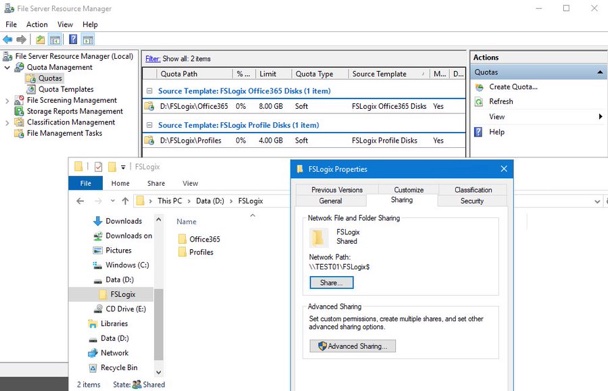 File Server Resource Manager
File Action View Help
File Server Resource Manager (Local)
Quota Management
Quotas
Quota Templates
File Screening Management
Storage Reports Management
Classification Management
File Management Tasks
Filter: Show all: 2 items
Quota Path % ... Limit Quota Type Source Template M... D...
Source Template: FSLogix Office365 Disks (1 item)
D:\FSLogix\Office365 0% 8.00 GB Soft FSLogix Office365 Disks Yes
Source Template: FSLogix Profile Disks (1 item)
D:\FSLogix\Profiles 0% 4.00 GB Soft FSLogix Profile Disks Yes
Actions
Quotas
Create Quota...
Refresh
View
Help
FSLogix
File Home Share View
This PC > Data (D:) > FSLogix
Downloads
Downloads on
Pictures
Windows (C:)
Data (D:)
FSLogix
CD Drive (E:)
Libraries
Data (D:)
Network
Recycle Bin
Name
Office365
Profiles
2 items State: Shared
FSLogix Properties
Previous Versions Customize Classification
General Sharing Security
Network File and Folder Sharing
FSLogix
Shared
Network Path:
\\TEST01\FSLogix$
Share...
Advanced Sharing
Set custom permissions, create multiple shares, and set other
advanced sharing options.
Advanced Sharing...